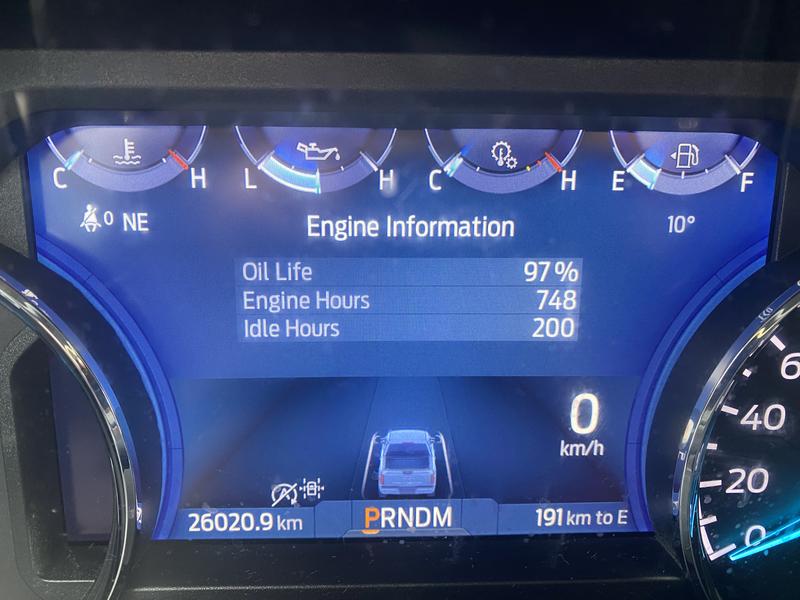 C H L H C H E F
0 NE
Engine Information
10°
Oil Life 97%
Engine Hours 748
Idle Hours 200
0
km/h
26020.9 km
PRNDM
191 km to E
6
40
20
0